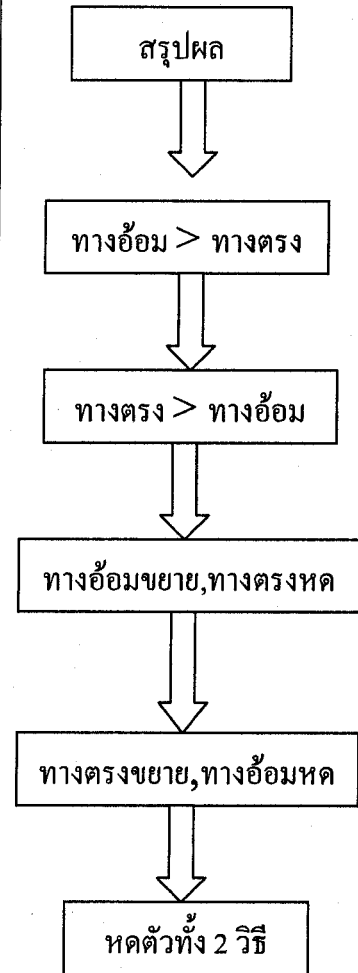 สรุปผล
ทางอ้อม > ทางตรง
ทางตรง > ทางอ้อม
ทางอ้อมขยาย,ทางตรงหด
ทางตรงขยาย,ทางอ้อมหด
หดตัวทั้ง 2 วิธี